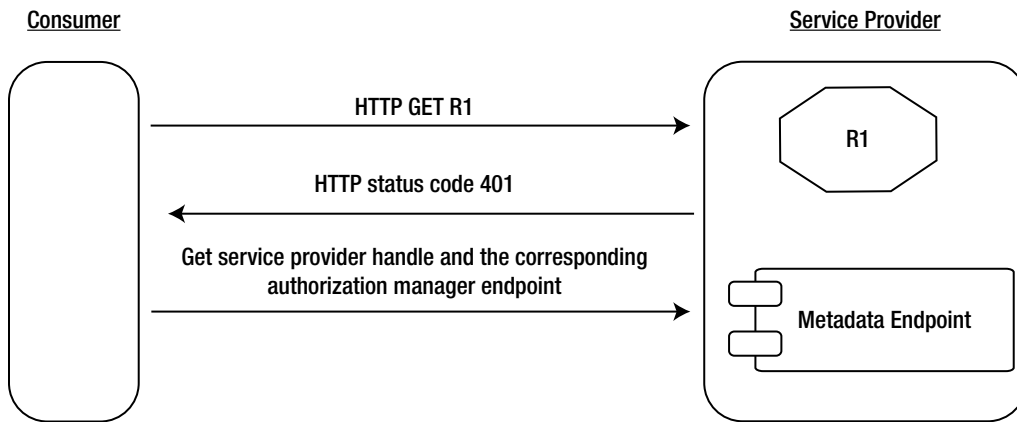 Consumer
Service Provider
HTTP GET R1
R1
HTTP status code 401
Get service provider handle and the corresponding
authorization manager endpoint
Metadada Endpoint